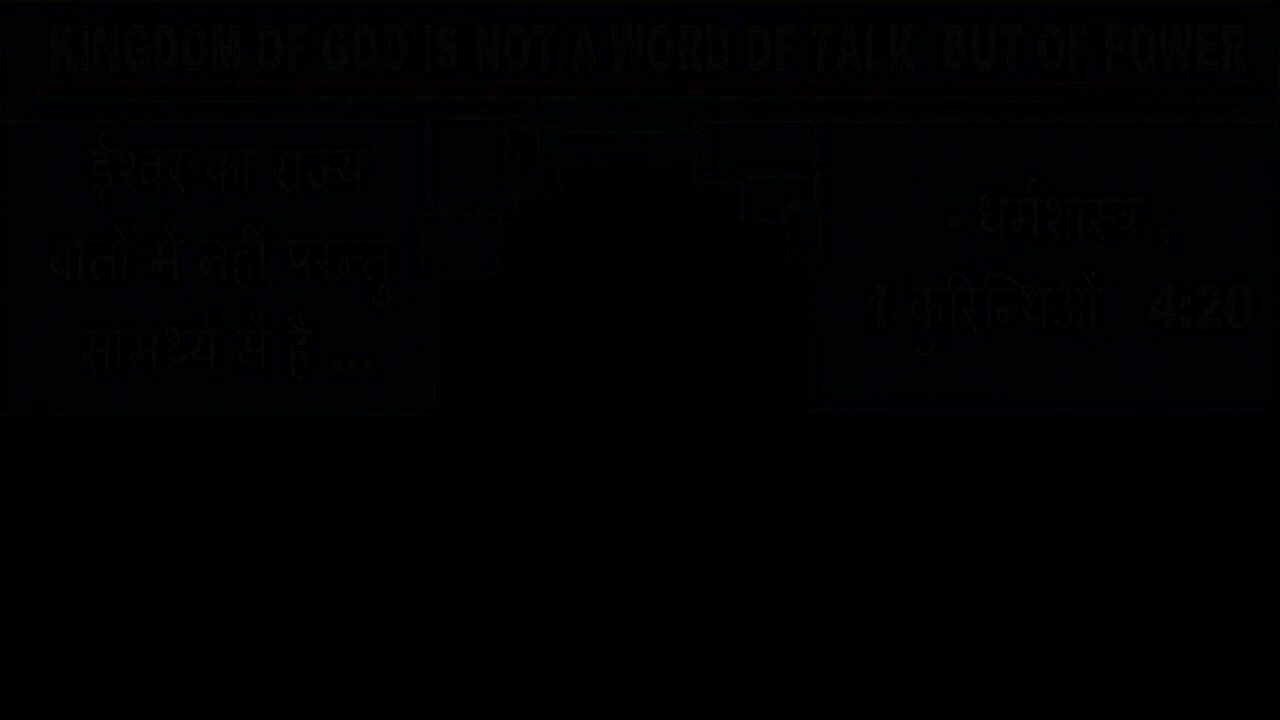 KINGDOM OF GOD IS NOT A WORD OF TALK BUT OF POWER
ईश्वर का राज्य
बातों में नहीं परन्तु
सामर्थ्य में है ...
- धर्मशास्त्र ,
1 कुरिन्थिओं 4:20